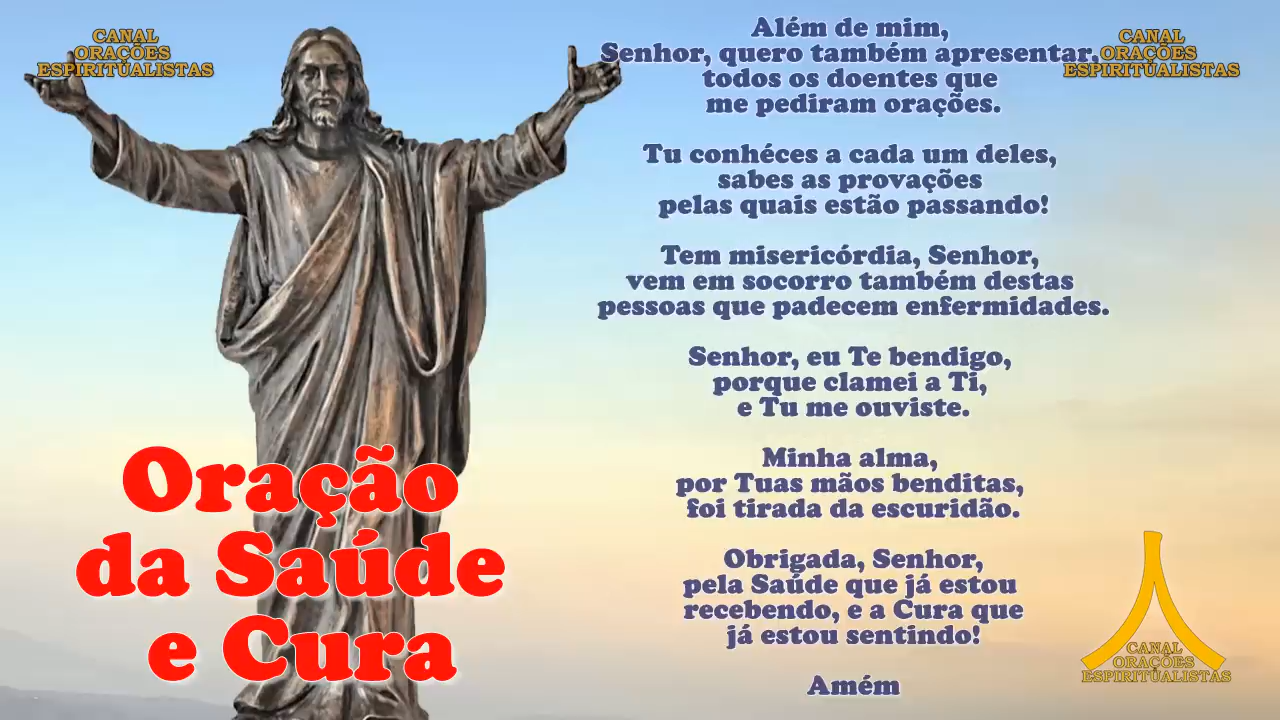 CANAL
ORAÇÕES
ESPIRITUALISTAS
Além de mim,
Senhor, quero também apresentar,
todos os doentes que
me pediram orações.
Tu conhéces a cada um deles,
sabes as provações
pelas quais estão passando!
Tem misericórdia, Senhor,
vem em socorro também destas
pessoas que padecem enfermidades.
Senhor, eu Te bendigo,
porque clamei a Ti,
e Tu me ouviste.
Minha alma,
por Tuas mãos benditas,
foi tirada da escuridão.
Obrigada, Senhor,
pela Saúde que já estou
recebendo, e a Cura que
já estou sentindo!
Amém
CANAL
ORAÇÕES
ESPIRITUALISTAS
Oração
da Saúde
e Cura
CANAL
ORAÇÕES
ESPIRITUALISTAS